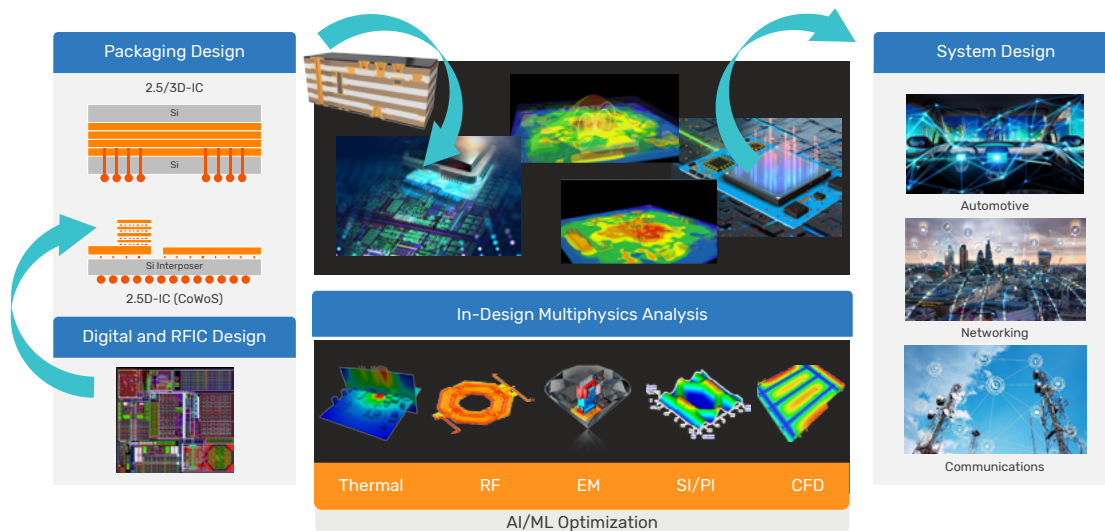 Packaging Design
2.5/3D-IC
Si
Si
Si Interposer
2.5D-IC (CoWoS)
Digital and RFIC Design
In-Design Multiphysics Analysis
Thermal
RF
EM
SI/PI
CFD
AI/ML Optimization
System Design
Automotive
Networking
Communications